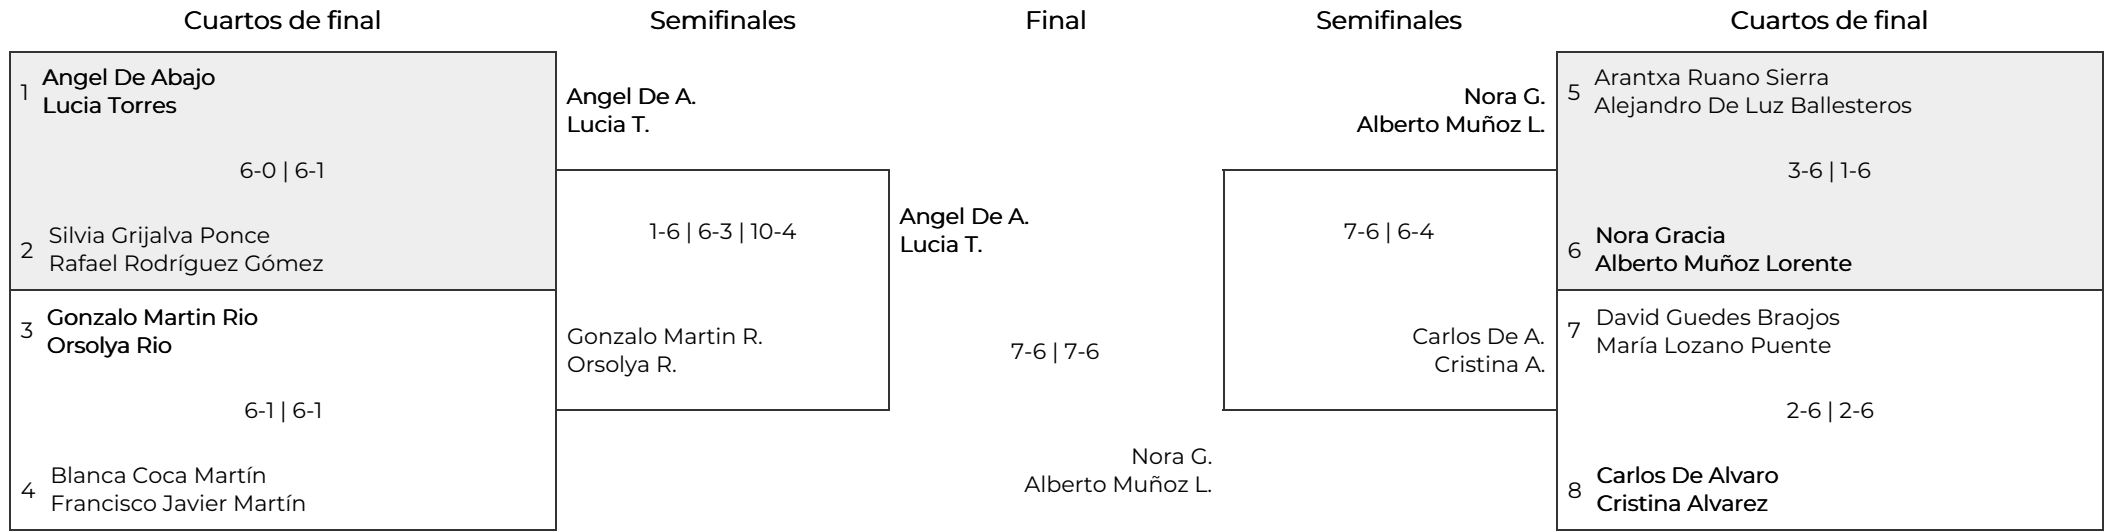 Cuartos de final
Semifinales
Final
Semifinales
Cuartos de final
1
Angel De Abajo
Lucia Torres
6-0 | 6-1
2
Silvia Grijalva Ponce
Rafael Rodríguez Gómez
3
Gonzalo Martin Rio
Orsolya Rio
6-1 | 6-1
4
Blanca Coca Martín
Francisco Javier Martín
Angel De A.
Lucia T.
1-6 | 6-3 | 10-4
Gonzalo Martin R.
Orsolya R.
Angel De A.
Lucia T.
7-6 | 7-6
Nora G.
Alberto Muñoz L.
Nora G.
Alberto Muñoz L.
7-6 | 6-4
Carlos De A.
Cristina A.
5
Arantxa Ruano Sierra
Alejandro De Luz Ballesteros
3-6 | 1-6
6
Nora Gracia
Alberto Muñoz Lorente
7
David Guedes Braojos
María Lozano Puente
2-6 | 2-6
8
Carlos De Alvaro
Cristina Alvarez